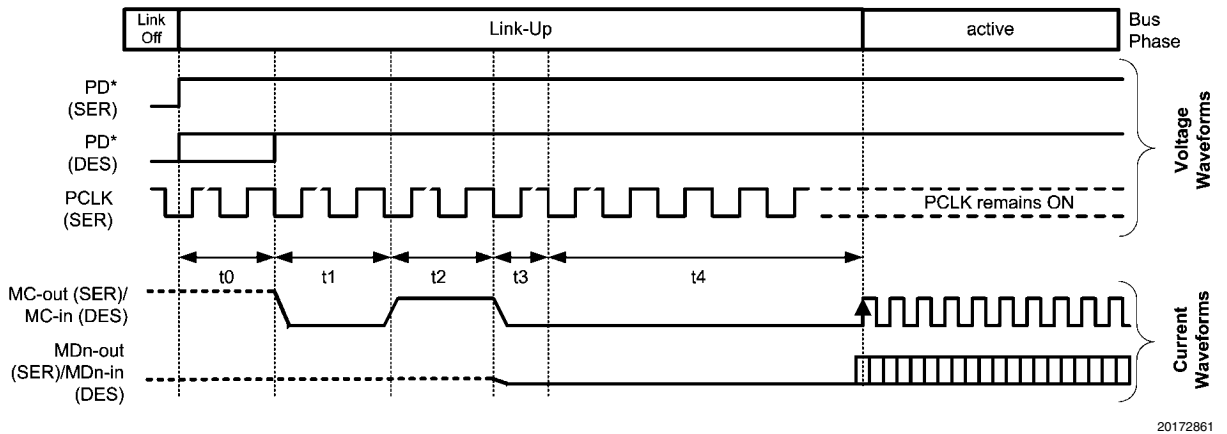 Link
Off
Link-Up
active
Bus
Phase
PD*
(SER)
PD*
(DES)
PCLK
(SER)
PCLK remains ON
Voltage
Waveforms
t0
t1
t2
t3
t4
MC-out (SER)/
MC-in (DES)
MDn-out
(SER)/MDn-in
(DES)
Current
Waveforms
20172861